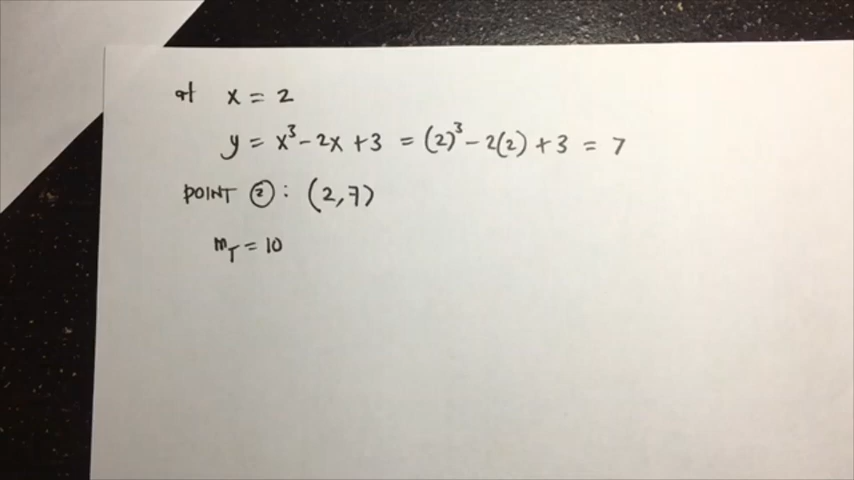 at x = 2
y = x³ - 2x + 3 = (2)³ - 2(2) + 3 = 7
POINT ②: (2,7)
m_T = 10